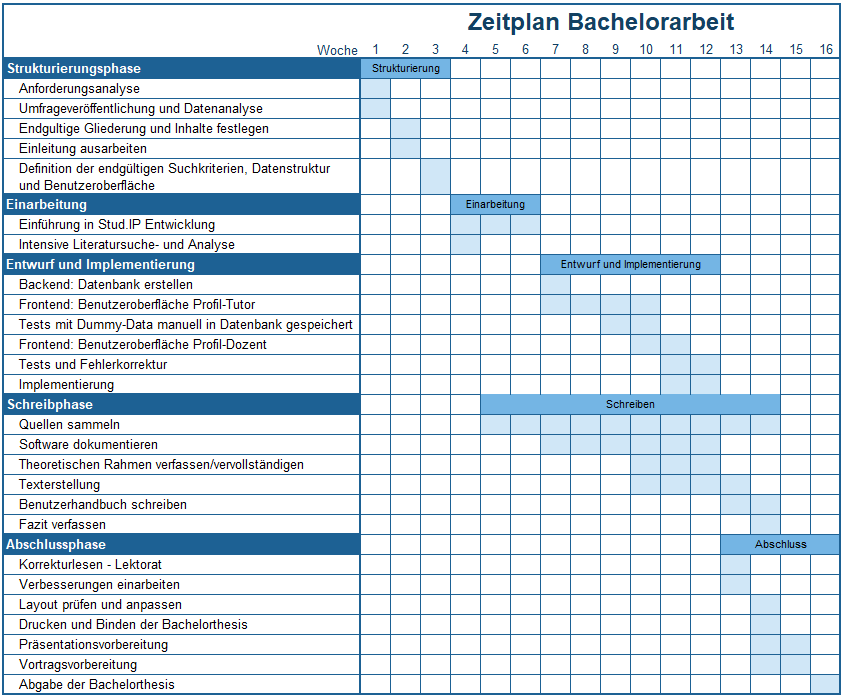 Zeitplan Bachelorarbeit
Woche 1 2 3 4 5 6 7 8 9 10 11 12 13 14 15 16
Strukturierungsphase Strukturierung
Anforderungsanalyse
Umfrageveröffentlichung und Datenanalyse
Endgultige Gliederung und Inhalte festlegen
Einleitung ausarbeiten
Definition der endgültigen Suchkriterien, Datenstruktur
und Benutzeroberfläche
Einarbeitung Einarbeitung
Einführung in Stud.IP Entwicklung
Intensive Literatursuche- und Analyse
Entwurf und Implementierung Entwurf und Implementierung
Backend: Datenbank erstellen
Frontend: Benutzeroberfläche Profil-Tutor
Tests mit Dummy-Data manuell in Datenbank gespeichert
Frontend: Benutzeroberfläche Profil-Dozent
Tests und Fehlerkorrektur
Implementierung
Schreibphase Schreiben
Quellen sammeln
Software dokumentieren
Theoretischen Rahmen verfassen/vervollständigen
Texterstellung
Benutzerhandbuch schreiben
Fazit verfassen
Abschlussphase Abschluss
Korrekturlesen - Lektorat
Verbesserungen einarbeiten
Layout prüfen und anpassen
Drucken und Binden der Bachelorthesis
Präsentationsvorbereitung
Vortragsvorbereitung
Abgabe der Bachelorthesis